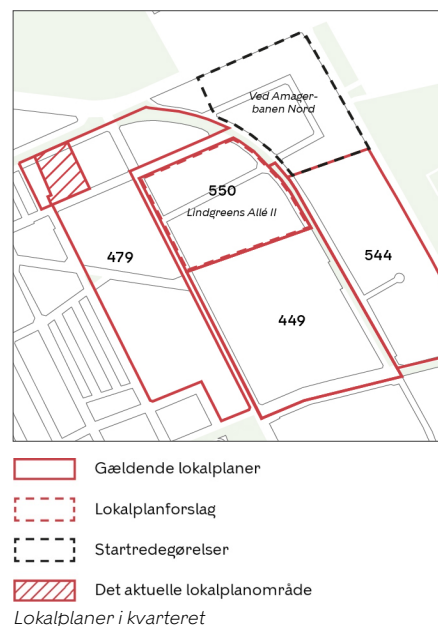 Ved Amager-
banen Nord
550
Lindgreens Allé II
479
544
449
Gældende lokalplaner
Lokalplanforslag
Startredegørelser
Det aktuelle lokalplanområde
Lokalplaner i kvarteret